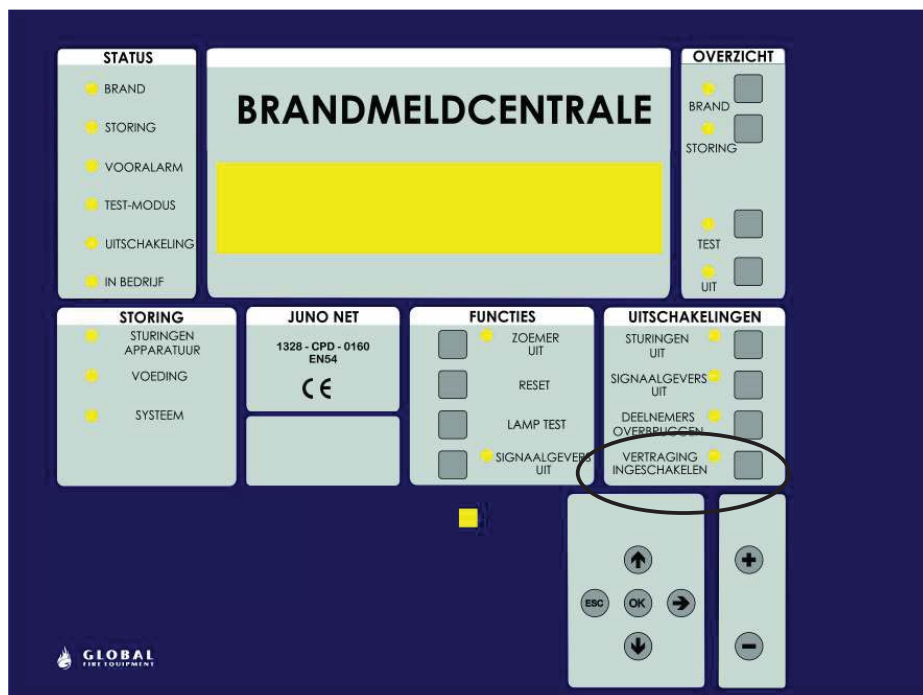 STATUS
BRAND
STORING
VOORALARM
TEST-MODUS
UITSCHAKELING
IN BEDRIJF
BRANDMELDCENTRALE
OVERZICHT
BRAND
STORING
TEST
UIT
STORING
STURINGEN
APPARATUUR
VOEDING
SYSTEEM
JUNO NET
1328 - CPD - 0160
EN54
CE
FUNCTIES
ZOEMER
UIT
RESET
LAMP TEST
SIGNAALGEVERS
UIT
UITSCHAKELINGEN
STURINGEN
UIT
SIGNAALGEVERS
UIT
DEELNEMERS
OVERBRUGGEN
VERTRAGING
INGESCHAKELEN
ESC
OK
+
-
GLOBAL
FIRE EQUIPMENT